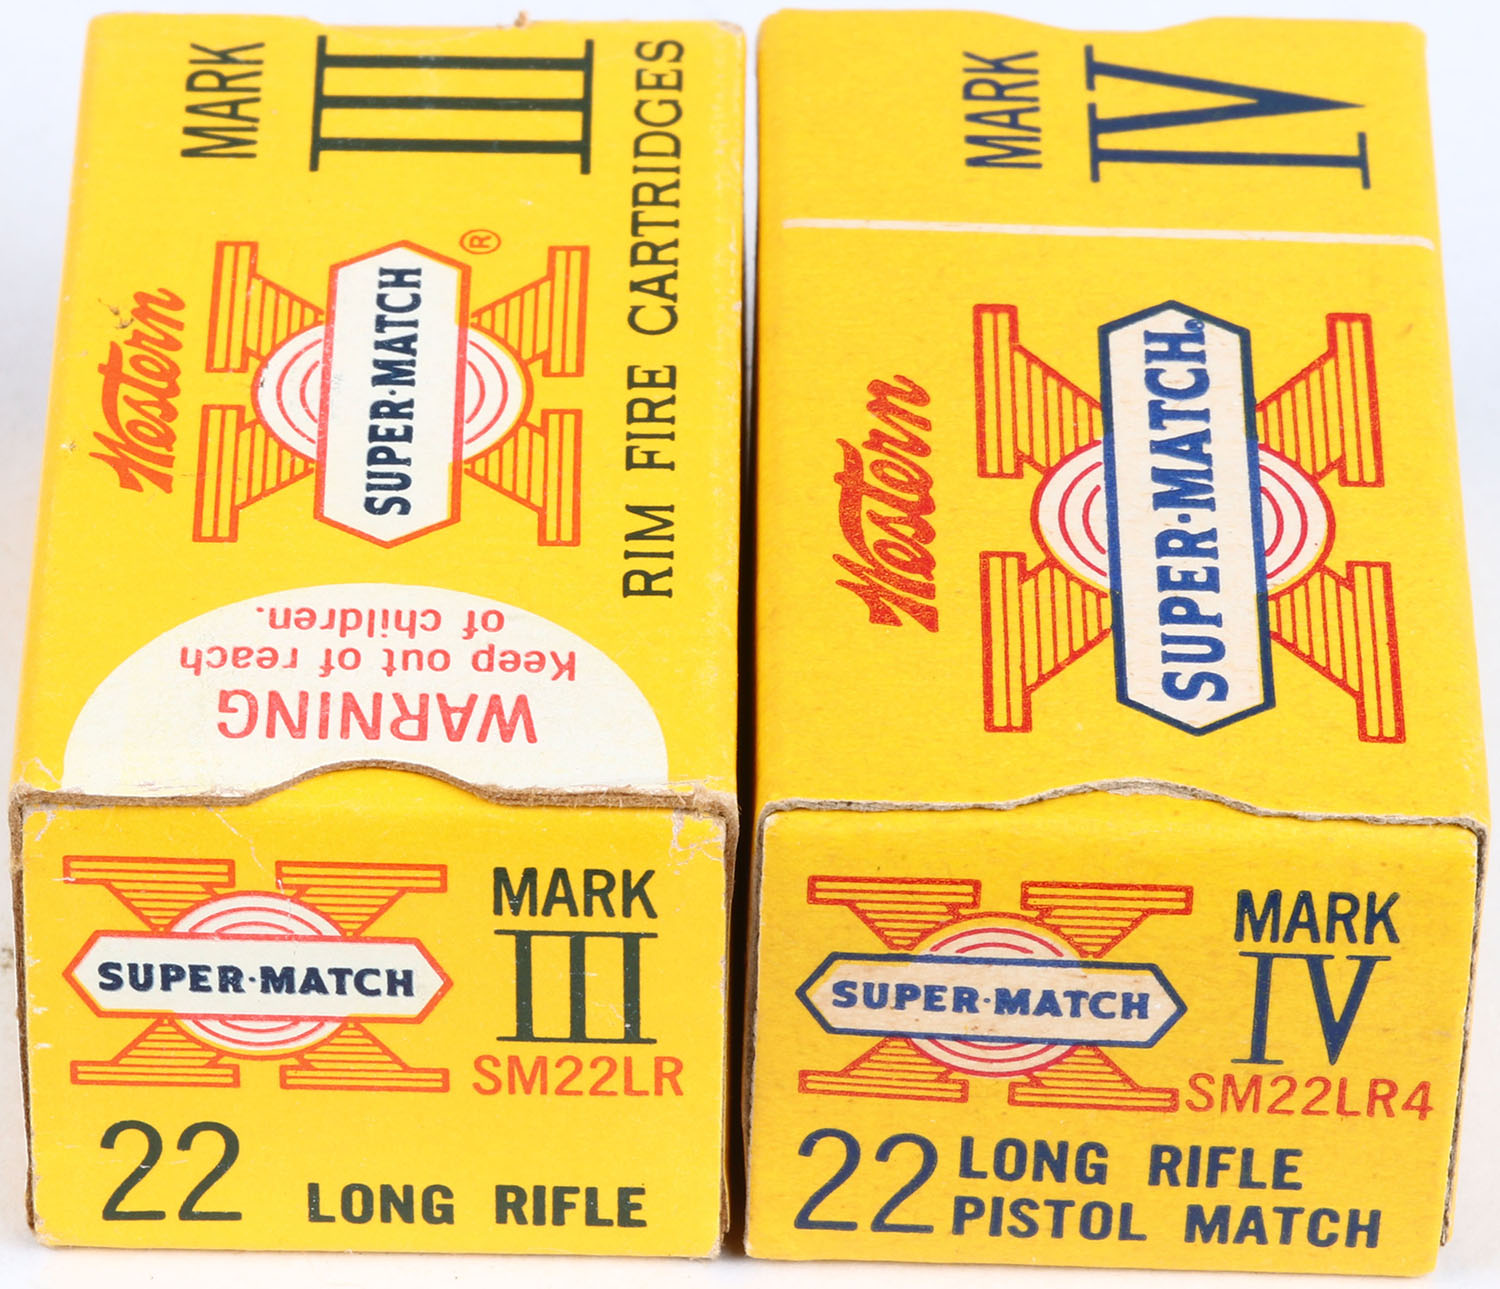 MARK
III
Western
SUPER·MATCH
®
RIM FIRE CARTRIDGES
WARNING
Keep out of reach
of children.
SUPER·MATCH
MARK
III
SM22LR
22 LONG RIFLE
MARK
IV
Western
SUPER·MATCH®
SUPER·MATCH
MARK
IV
SM22LR4
22 LONG RIFLE
PISTOL MATCH